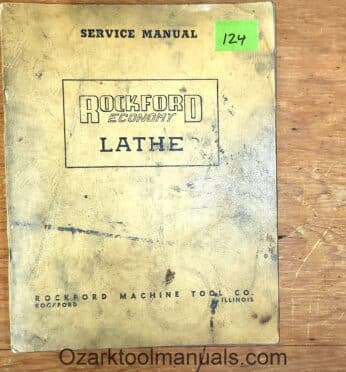 SERVICE MANUAL
124
ROCKFORD
ECONOMY
LATHE
ROCKFORD MACHINE TOOL CO.
ROCKFORD ILLINOIS
Ozarktoolmanuals.com